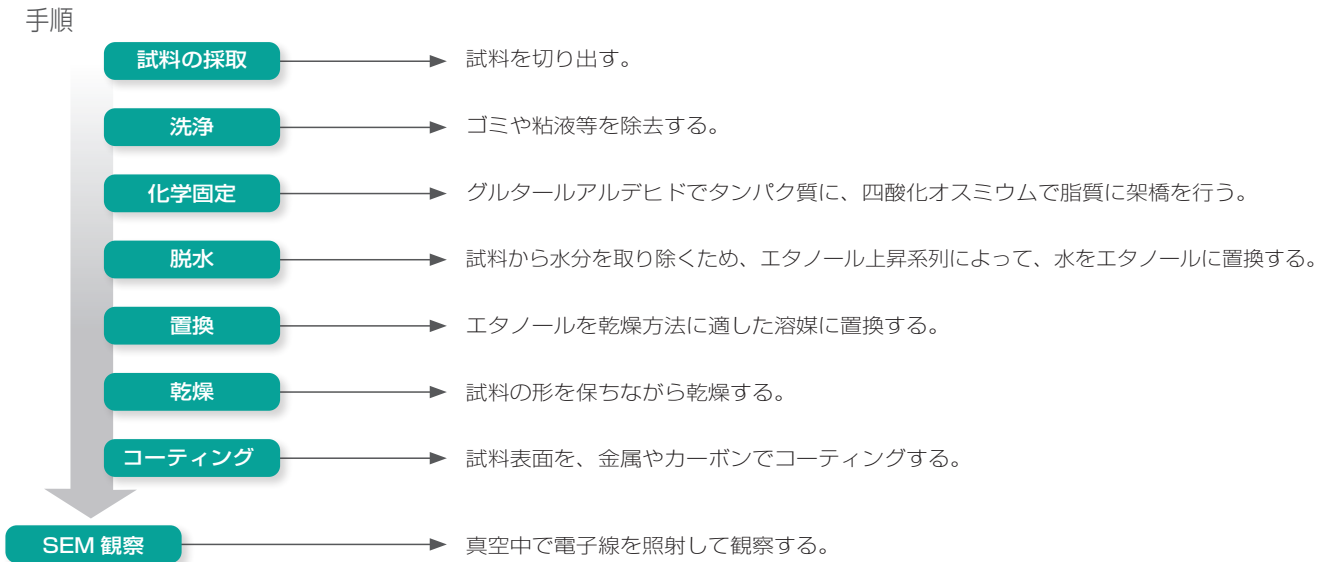 手順
試料の採取 試料を切り出す。
洗浄 ゴミや粘液等を除去する。
化学固定 グルタールアルデヒドでタンパク質に、四酸化オスミウムで脂質に架橋を行う。
脱水 試料から水分を取り除くため、エタノール上昇系列によって、水をエタノールに置換する。
置換 エタノールを乾燥方法に適した溶媒に置換する。
乾燥 試料の形を保ちながら乾燥する。
コーティング 試料表面を、金属やカーボンでコーティングする。
SEM 観察 真空中で電子線を照射して観察する。